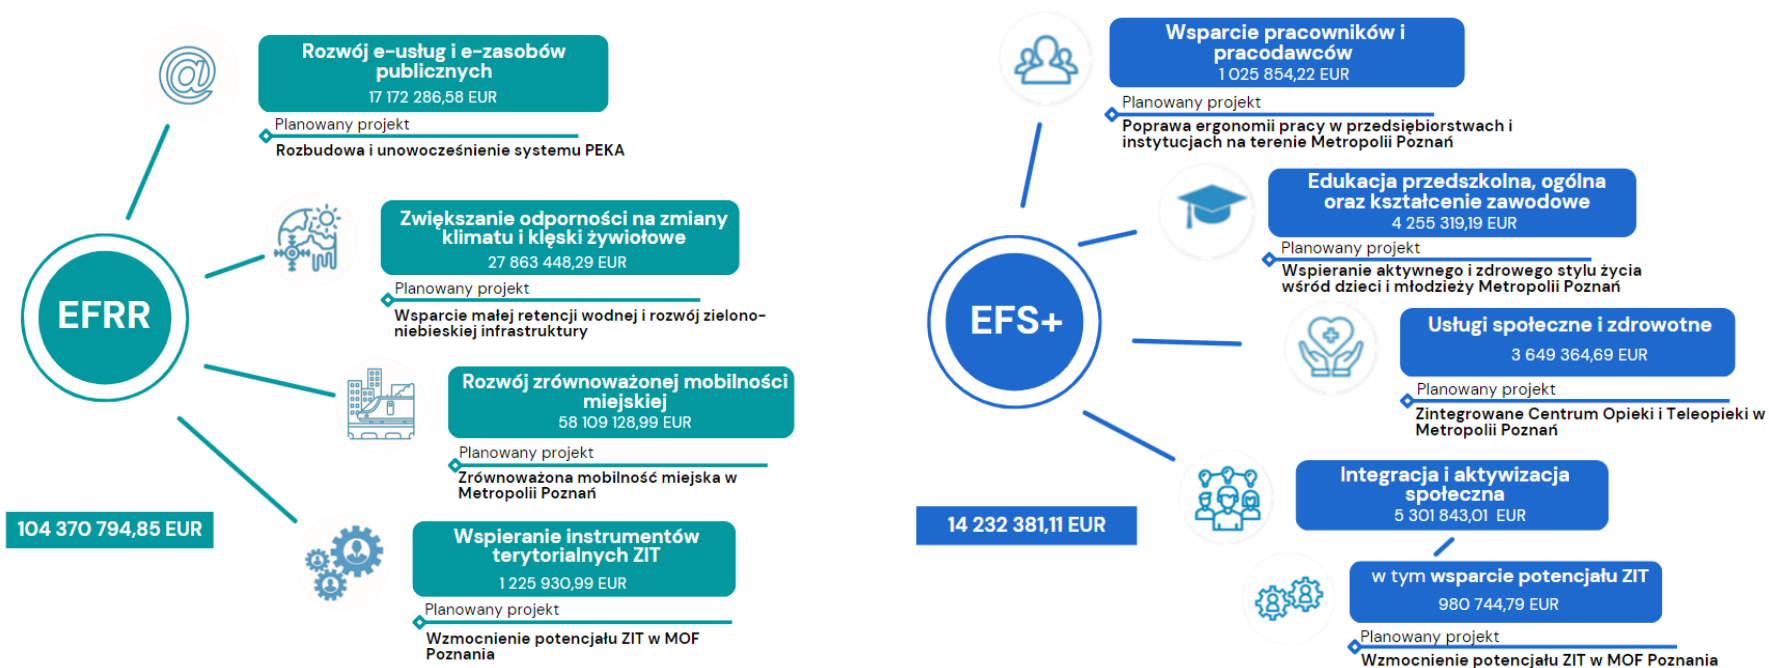 Rozwój e-usług i e-zasobów
publicznych
17 172 286,58 EUR
Planowany projekt
Rozbudowa i unowocześnienie systemu PEKA
Zwiększanie odporności na zmiany
klimatu i klęski żywiołowe
27 863 448,29 EUR
Planowany projekt
Wsparcie małej retencji wodnej i rozwój zielono-
niebieskiej infrastruktury
EFRR
Rozwój zrównoważonej mobilności
miejskiej
58 109 128,99 EUR
Planowany projekt
Zrównoważona mobilność miejska w
Metropolii Poznań
104 370 794,85 EUR
Wspieranie instrumentów
terytorialnych ZIT
1 225 930,99 EUR
Planowany projekt
Wzmocnienie potencjału ZIT w MOF
Poznania
Wsparcie pracowników i
pracodawców
1 025 854,22 EUR
Planowany projekt
Poprawa ergonomii pracy w przedsiębiorstwach i
instytucjach na terenie Metropolii Poznań
Edukacja przedszkolna, ogólna
oraz kształcenie zawodowe
4 255 319,19 EUR
Planowany projekt
Wspieranie aktywnego i zdrowego stylu życia
wśród dzieci i młodzieży Metropolii Poznań
EFS+
Usługi społeczne i zdrowotne
3 649 364,69 EUR
Planowany projekt
Zintegrowane Centrum Opieki i Teleopieki w
Metropolii Poznań
Integracja i aktywizacja
społeczna
5 301 843,01 EUR
14 232 381,11 EUR
w tym wsparcie potencjału ZIT
980 744,79 EUR
Planowany projekt
Wzmocnienie potencjału ZIT w MOF Poznania